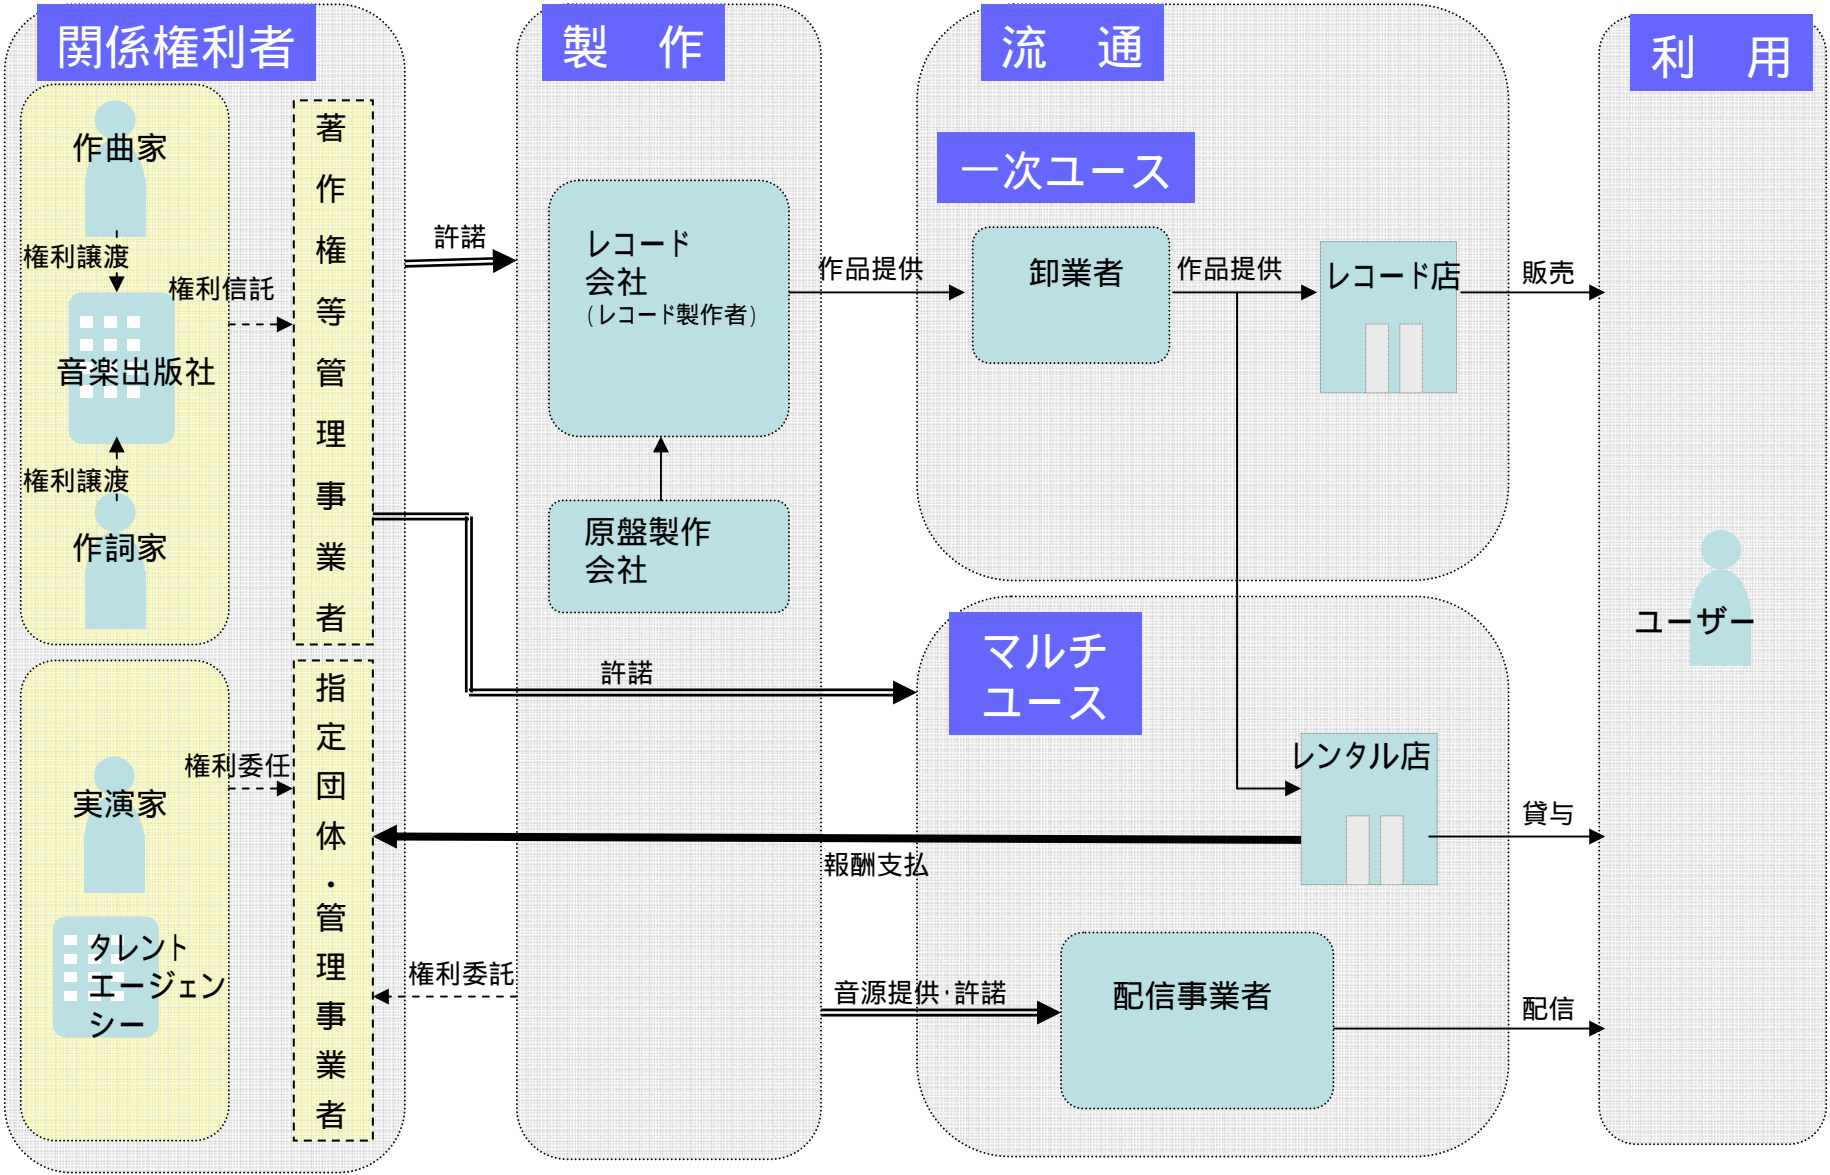 関係権利者
作曲家
権利譲渡
権利信託
音楽出版社
権利譲渡
作詞家
著作権等管理事業者
実演家
権利委任
タレント
エージェン
シー
指定団体・管理事業者
製　作
許諾
レコード
会社
(レコード製作者)
原盤製作
会社
許諾
報酬支払
権利委託
流　通
一次ユース
作品提供
卸業者
作品提供
レコード店
販売
マルチ
ユース
レンタル店
貸与
音源提供・許諾
配信事業者
配信
利　用
ユーザー